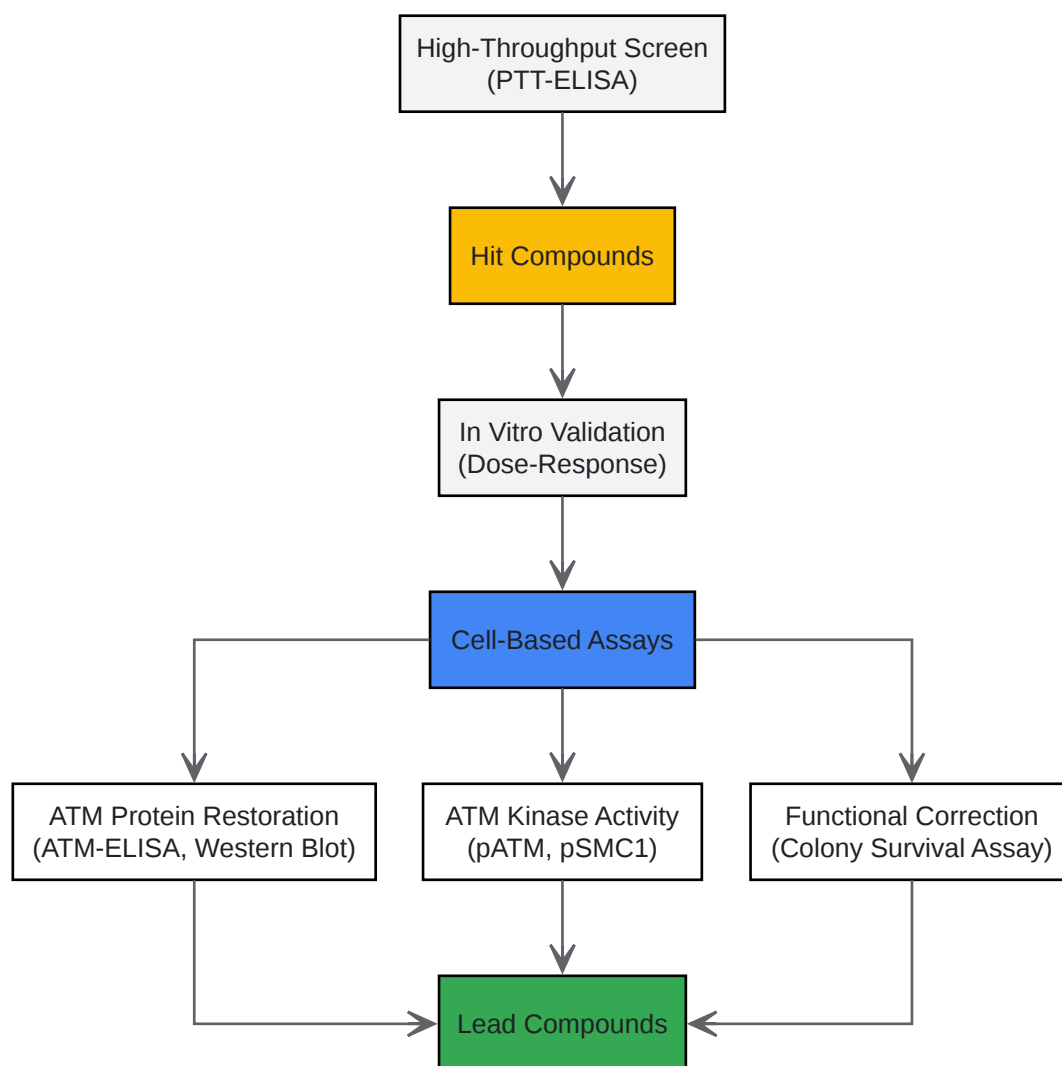 High-Throughput Screen
(PTT-ELISA)
Hit Compounds
In Vitro Validation
(Dose-Response)
Cell-Based Assays
ATM Protein Restoration
(ATM-ELISA, Western Blot)
ATM Kinase Activity
(pATM, pSMC1)
Functional Correction
(Colony Survival Assay)
Lead Compounds